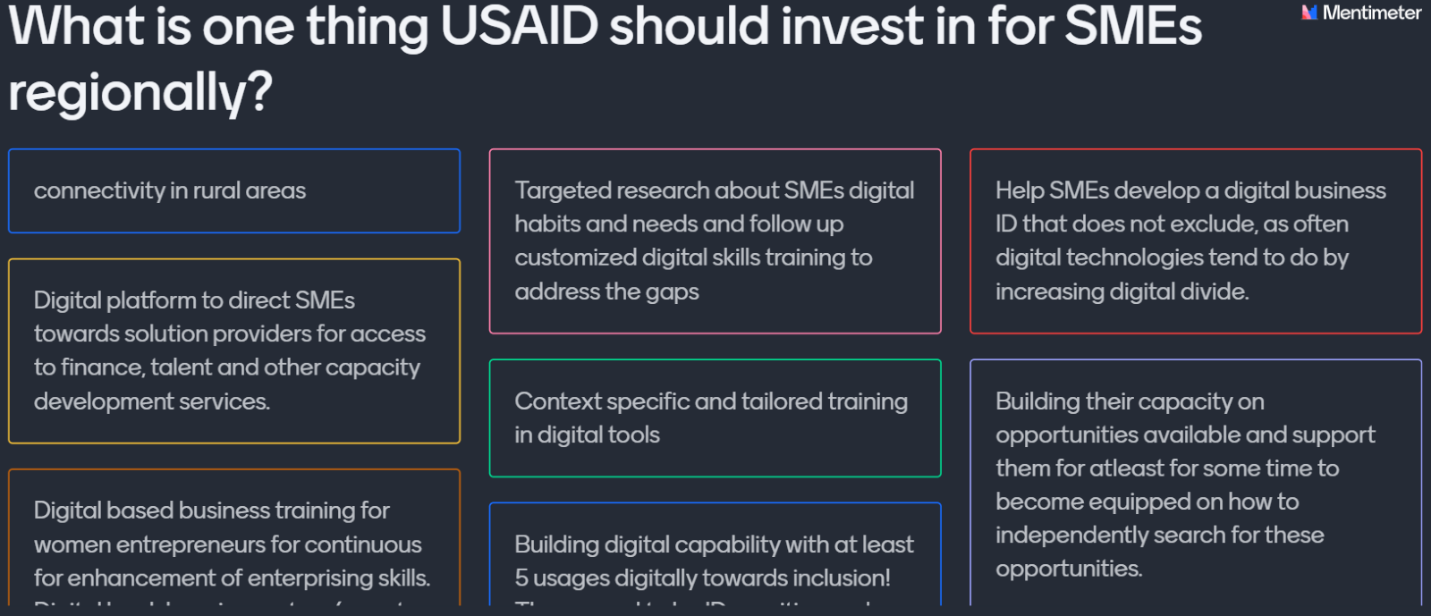 What is one thing USAID should invest in for SMEs
regionally?
Mentimeter
connectivity in rural areas
Digital platform to direct SMEs
towards solution providers for access
to finance, talent and other capacity
development services.
Digital based business training for
women entrepreneurs for continuous
for enhancement of enterprising skills.
Targeted research about SMEs digital
habits and needs and follow up
customized digital skills training to
address the gaps
Context specific and tailored training
in digital tools
Building digital capability with at least
5 usages digitally towards inclusion!
Help SMEs develop a digital business
ID that does not exclude, as often
digital technologies tend to do by
increasing digital divide.
Building their capacity on
opportunities available and support
them for atleast for some time to
become equipped on how to
independently search for these
opportunities.